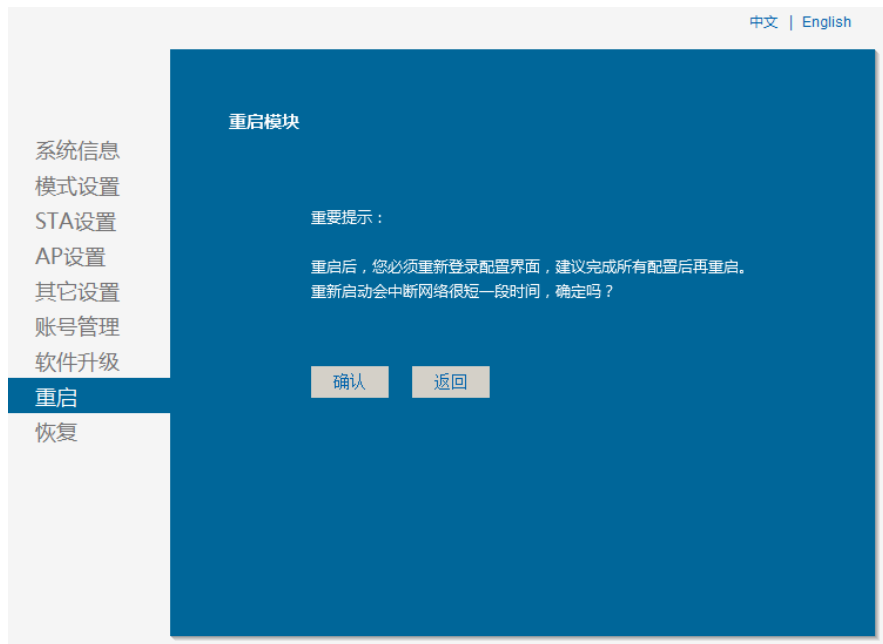 中文 | English
重启模块
系统信息
模式设置
STA设置
AP设置
其它设置
账号管理
软件升级
重启
恢复
重要提示：
重启后，您必须重新登录配置界面，建议完成所有配置后再重启。
重新启动会中断网络很短一段时间，确定吗？
确认 返回